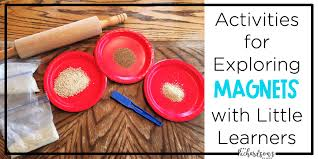 Activities
for
Exploring
MAGNETS
with Little
Learners